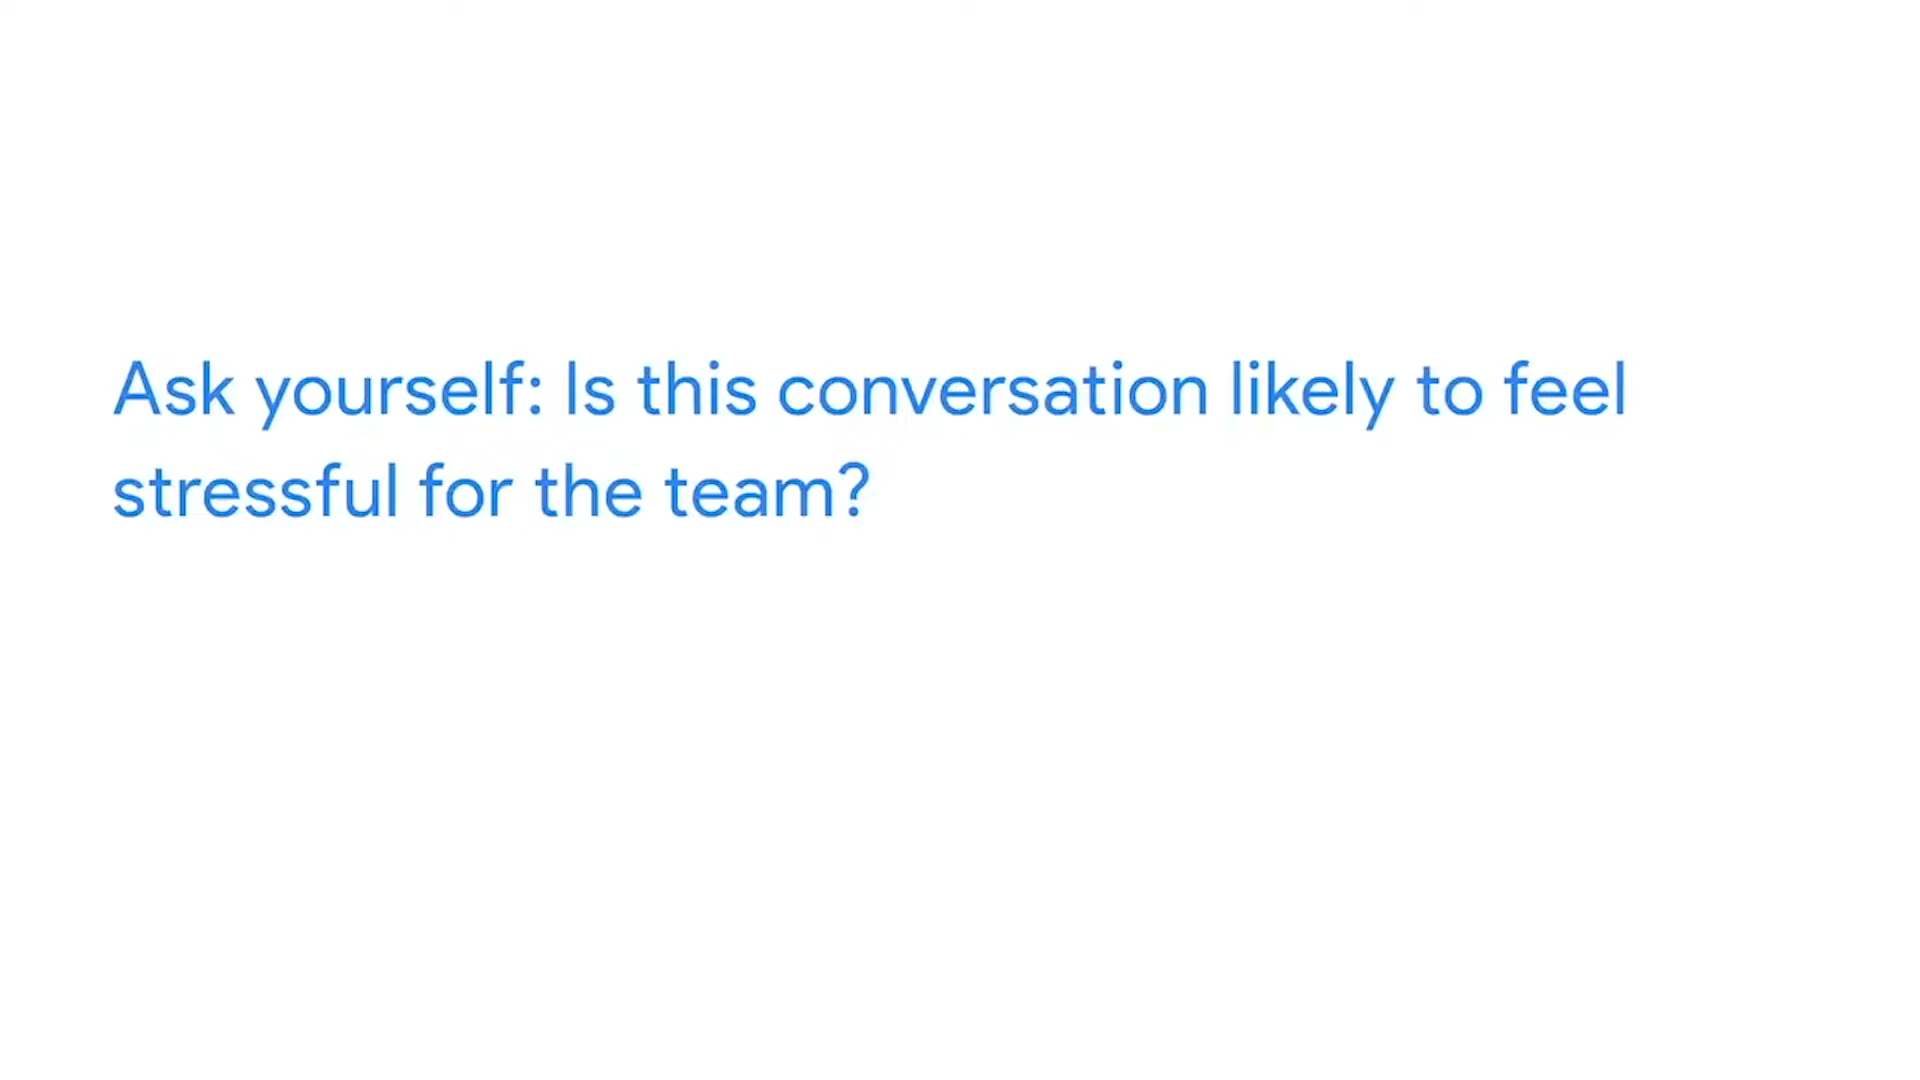 Ask yourself: Is this conversation likely to feel
stressful for the team?